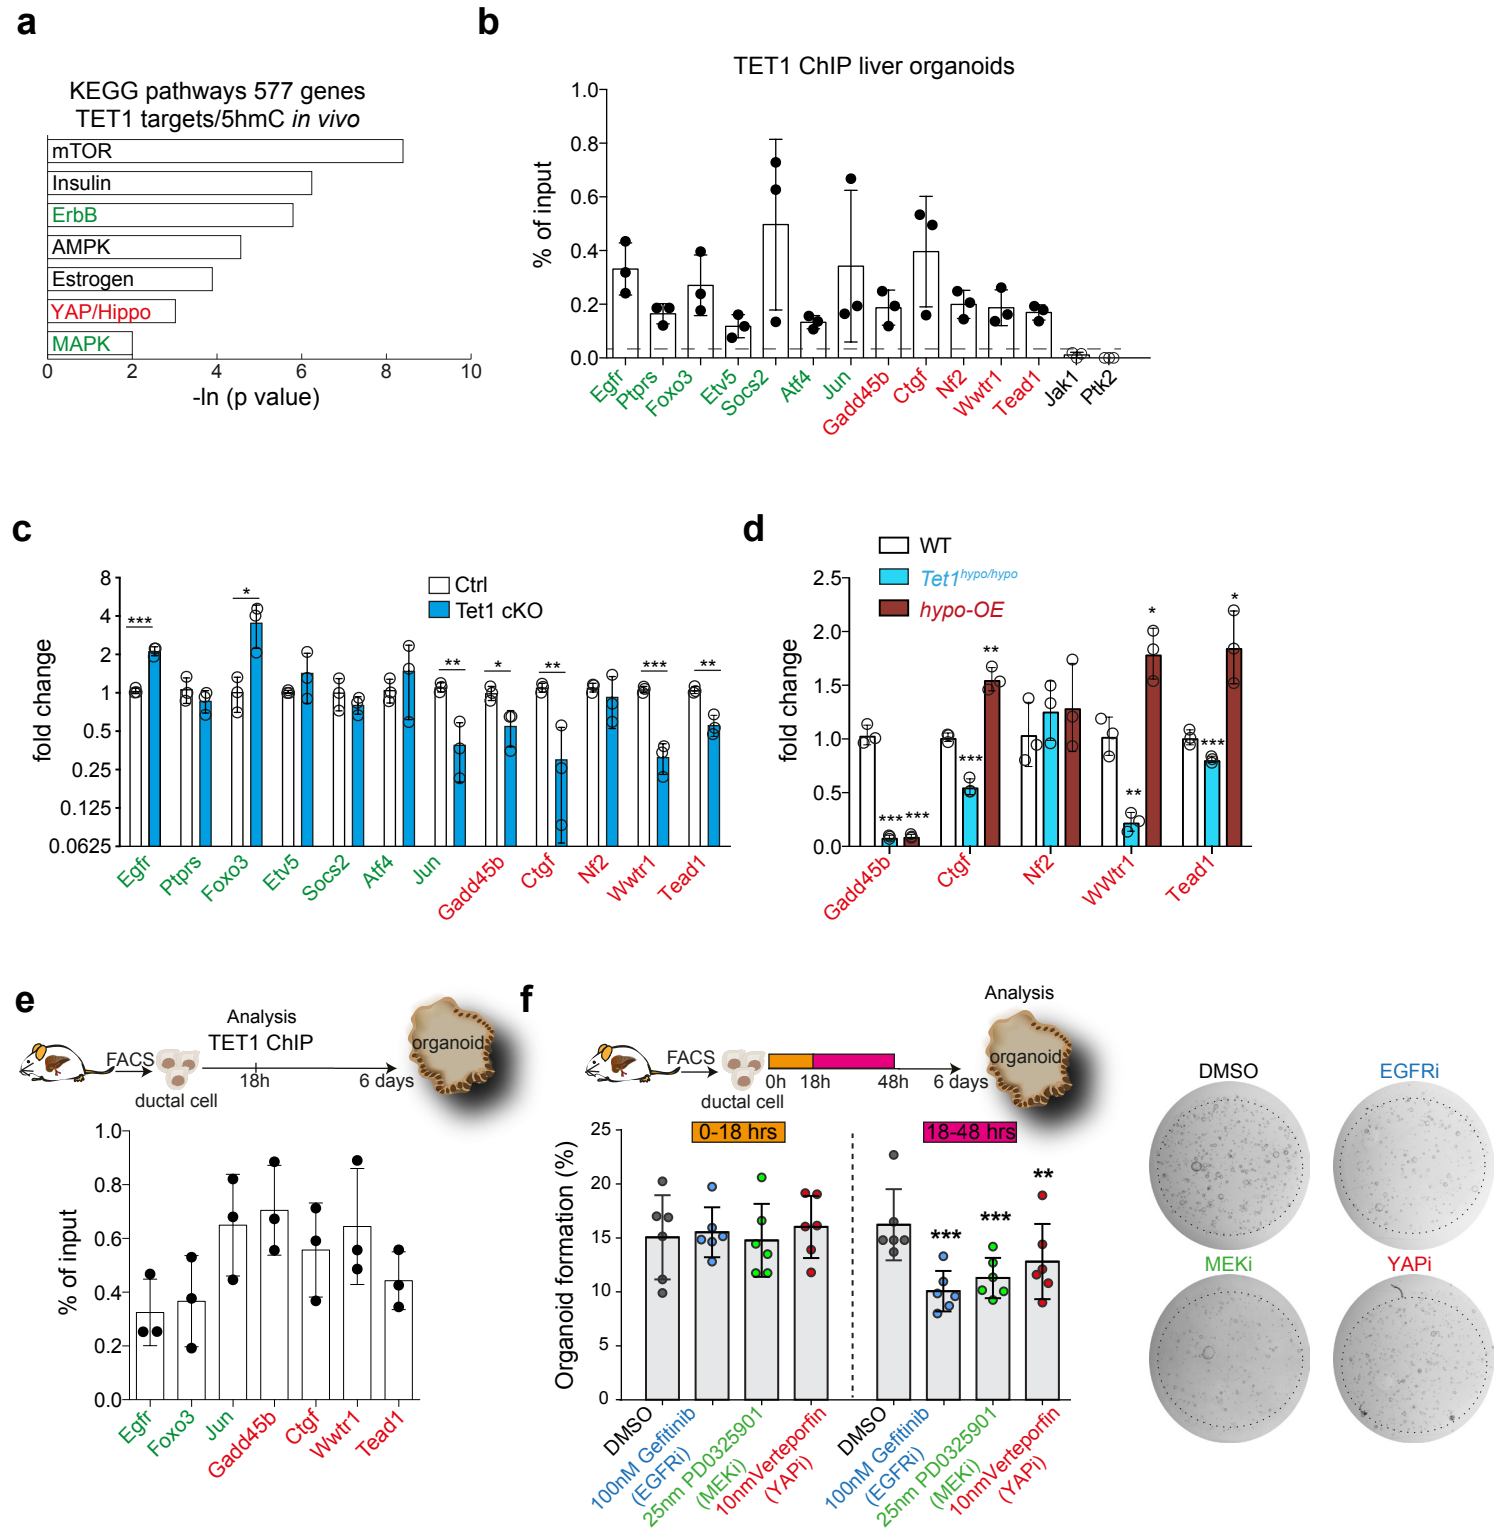 a
KEGG pathways 577 genes
TET1 targets/5hmC in vivo
mTOR
Insulin
ErbB
AMPK
Estrogen
YAP/Hippo
MAPK
0 2 4 6 8 10
-ln (p value)
b
TET1 ChIP liver organoids
% of input
1.0
0.8
0.6
0.4
0.2
0.0
Egfr
Ptprs
Foxo3
Etv5
Socs2
Atf4
Jun
Gadd45b
Ctgf
Nf2
Wwtr1
Tead1
Jak1
Ptk2
c
fold change
8
4
2
1
0.5
0.25
0.125
0.0625
Ctrl
Tet1 cKO
***
*
**
*
**
***
**
Egfr
Ptprs
Foxo3
Etv5
Socs2
Atf4
Jun
Gadd45b
Ctgf
Nf2
Wwtr1
Tead1
d
WT
Tet1hypo/hypo
hypo-OE
fold change
2.5
2.0
1.5
1.0
0.5
0.0
*** ***
***
**
**
*
***
*
Gadd45b
Ctgf
Nf2
WWtr1
Tead1
e
FACS
ductal cell
Analysis
TET1 ChIP
18h
6 days
organoid
% of input
1.0
0.8
0.6
0.4
0.2
0.0
Egfr
Foxo3
Jun
Gadd45b
Ctgf
Wwtr1
Tead1
f
FACS
ductal cell
0h 18h 48h 6 days
Analysis
organoid
Organoid formation (%)
25
20
15
10
5
0
0-18 hrs
18-48 hrs
***
***
**
DMSO
100nM Gefitinib
(EGFRi)
25nm PD0325901
(MEKi)
10nmVerteporfin
(YAPi)
DMSO
100nM Gefitinib
(EGFRi)
25nm PD0325901
(MEKi)
10nmVerteporfin
(YAPi)
DMSO
EGFRi
MEKi
YAPi